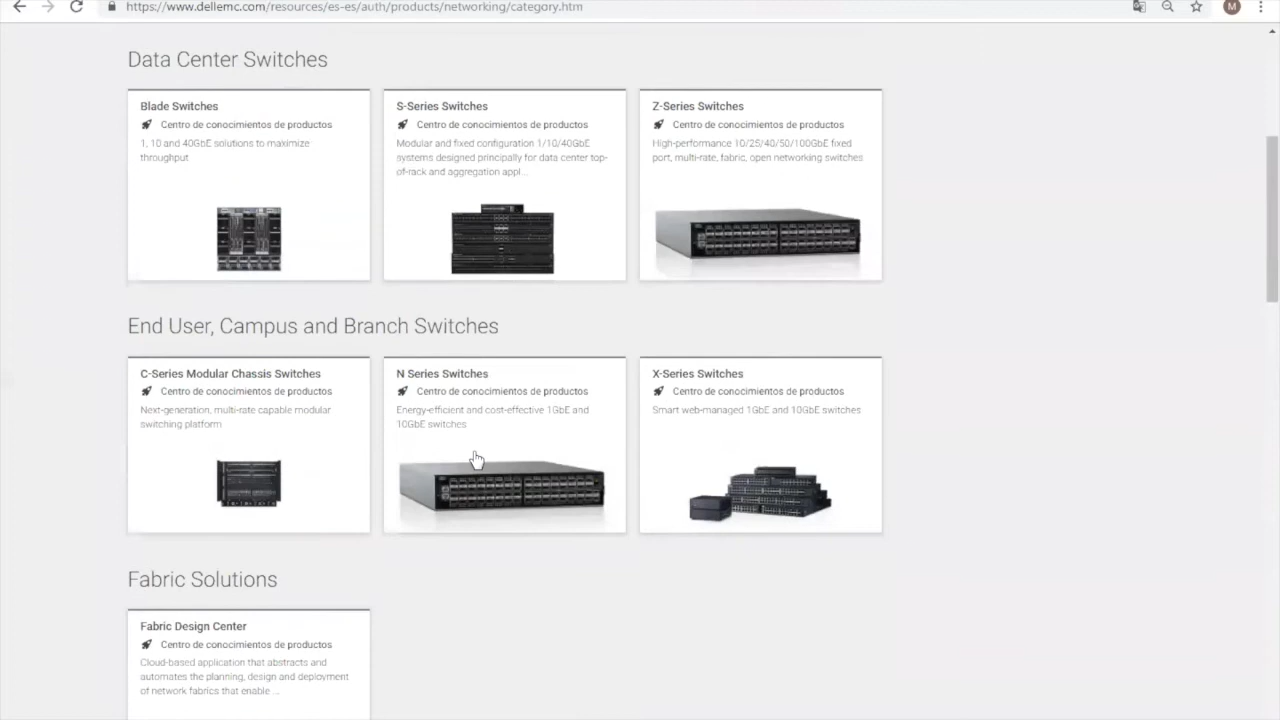 https://www.dellemc.com/resources/es-es/auth/products/networking/category.htm
M
Data Center Switches
Blade Switches
Centro de conocimientos de productos
1, 10 and 40GbE solutions to maximize
throughput
S-Series Switches
Centro de conocimientos de productos
Modular and fixed configuration 1/10/40GbE
systems designed principally for data center top-
of-rack and aggregation appl...
Z-Series Switches
Centro de conocimientos de productos
High-performance 10/25/40/50/100GbE fixed
port, multi-rate, fabric, open networking switches
End User, Campus and Branch Switches
C-Series Modular Chassis Switches
Centro de conocimientos de productos
Next-generation, multi-rate capable modular
switching platform
N Series Switches
Centro de conocimientos de productos
Energy-efficient and cost-effective 1GbE and
10GbE switches
X-Series Switches
Centro de conocimientos de productos
Smart web-managed 1GbE and 10GbE switches
Fabric Solutions
Fabric Design Center
Centro de conocimientos de productos
Cloud-based application that abstracts and
automates the planning, design and deployment
of network fabrics that enable ...